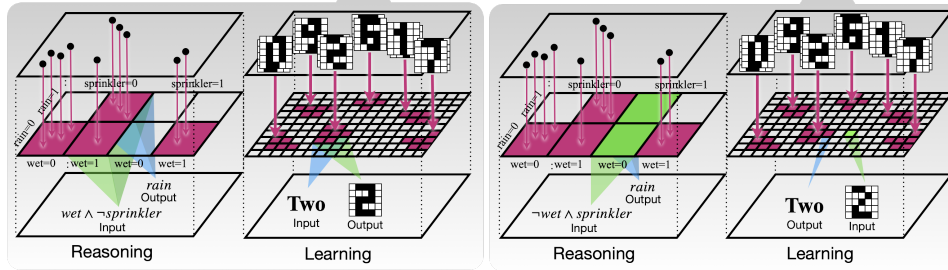 sprinkler=0
sprinkler=1
rain=1
rain=0
wet=0
wet=1
wet=0
wet=1
rain
Output
wet ∧ ¬sprinkler
Input
Two
Input
Output
Reasoning
Learning
sprinkler=0
sprinkler=1
rain=1
rain=0
wet=0
wet=1
wet=0
wet=1
rain
Output
¬wet ∧ sprinkler
Input
Two
Output
Input
Reasoning
Learning